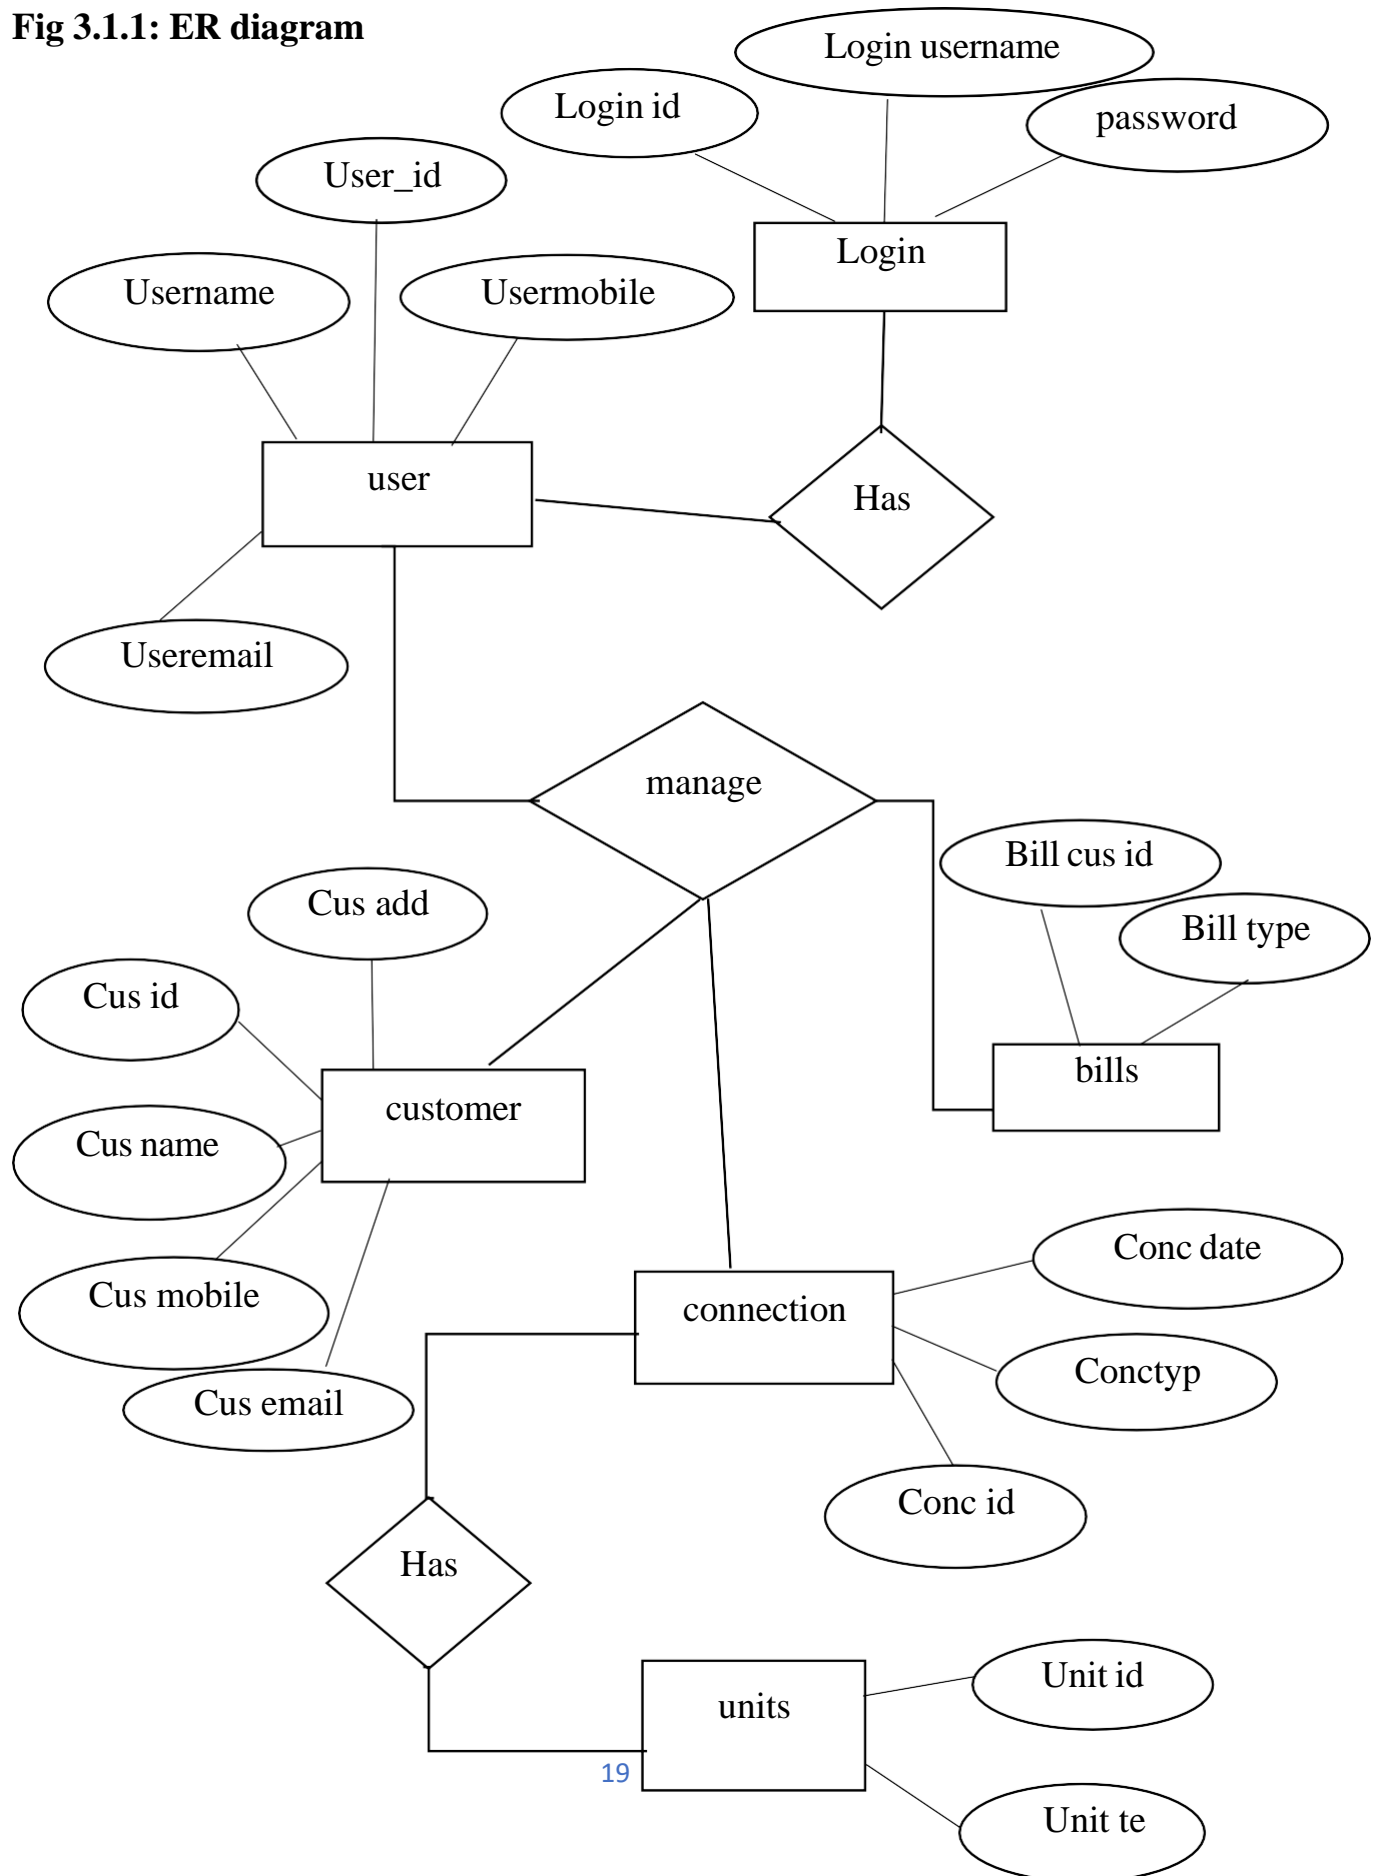 Fig 3.1.1: ER diagram
Login username
Login id
password
User_id
Login
Username
Usermobile
user
Has
Useremail
manage
Bill cus id
Cus add
Bill type
Cus id
bills
customer
Cus name
Conc date
Cus mobile
connection
Conctyp
Cus email
Conc id
Has
Unit id
units
19
Unit te